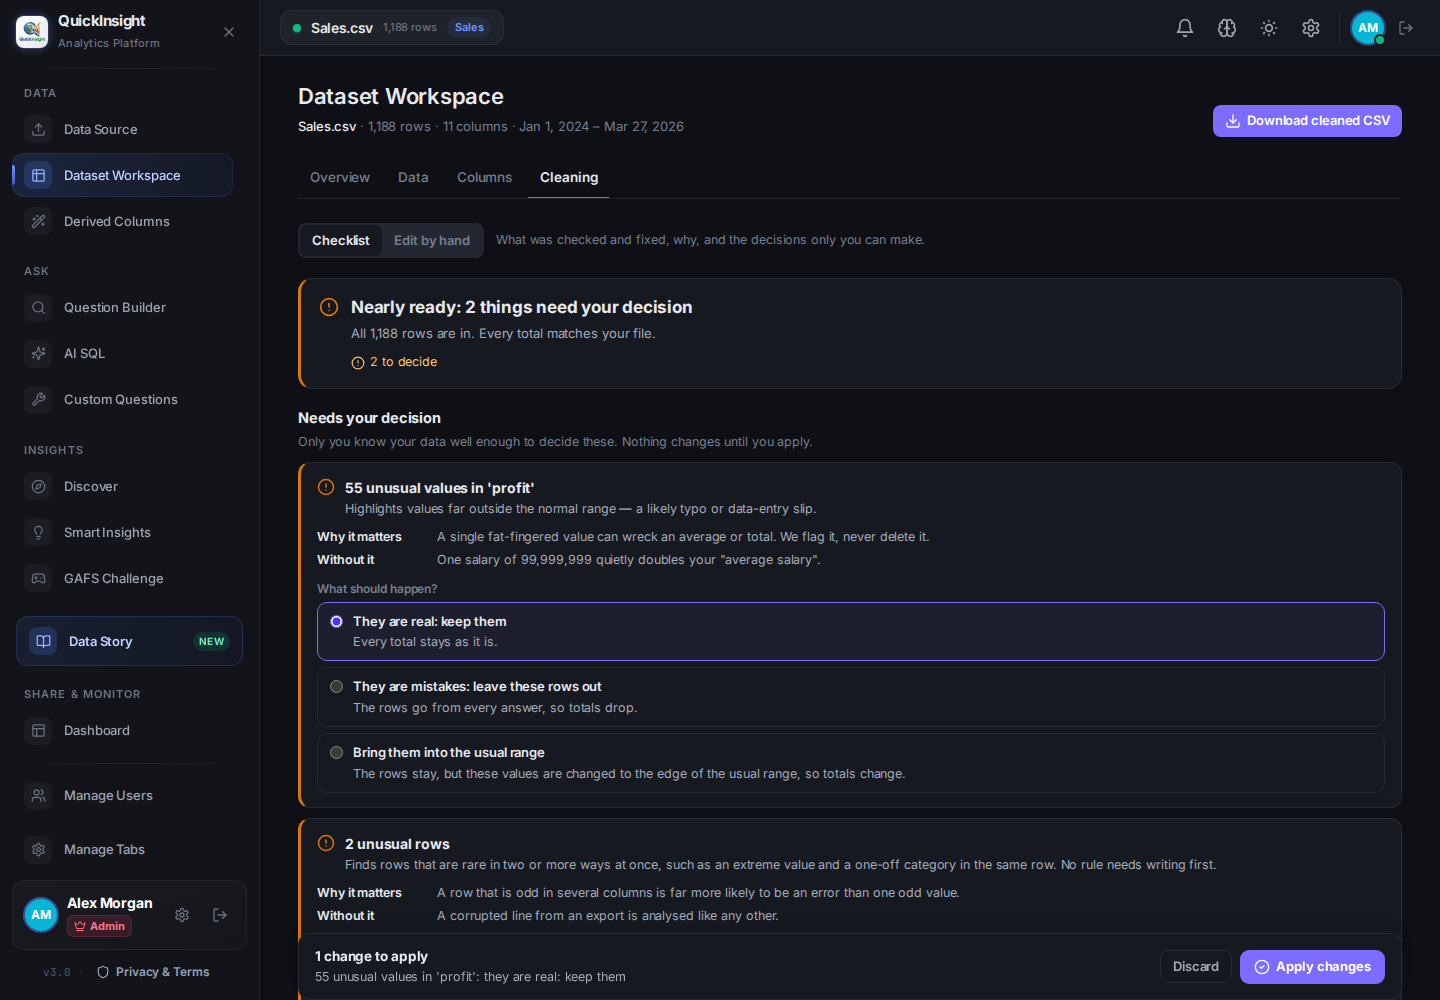 QuickInsight
Analytics Platform
DATA
Data Source
Dataset Workspace
Derived Columns
ASK
Question Builder
AI SQL
Custom Questions
INSIGHTS
Discover
Smart Insights
GAFS Challenge
Data Story NEW
SHARE & MONITOR
Dashboard
Manage Users
Manage Tabs
AM Alex Morgan
Admin
v3.0 · Privacy & Terms
Sales.csv 1,188 rows Sales
AM
Dataset Workspace
Sales.csv · 1,188 rows · 11 columns · Jan 1, 2024 – Mar 27, 2026
Download cleaned CSV
Overview Data Columns Cleaning
Checklist Edit by hand What was checked and fixed, why, and the decisions only you can make.
Nearly ready: 2 things need your decision
All 1,188 rows are in. Every total matches your file.
2 to decide
Needs your decision
Only you know your data well enough to decide these. Nothing changes until you apply.
55 unusual values in 'profit'
Highlights values far outside the normal range — a likely typo or data-entry slip.
Why it matters A single fat-fingered value can wreck an average or total. We flag it, never delete it.
Without it One salary of 99,999,999 quietly doubles your "average salary".
What should happen?
They are real: keep them
Every total stays as it is.
They are mistakes: leave these rows out
The rows go from every answer, so totals drop.
Bring them into the usual range
The rows stay, but these values are changed to the edge of the usual range, so totals change.
2 unusual rows
Finds rows that are rare in two or more ways at once, such as an extreme value and a one-off category in the same row. No rule needs writing first.
Why it matters A row that is odd in several columns is far more likely to be an error than one odd value.
Without it A corrupted line from an export is analysed like any other.
1 change to apply
55 unusual values in 'profit': they are real: keep them
Discard Apply changes